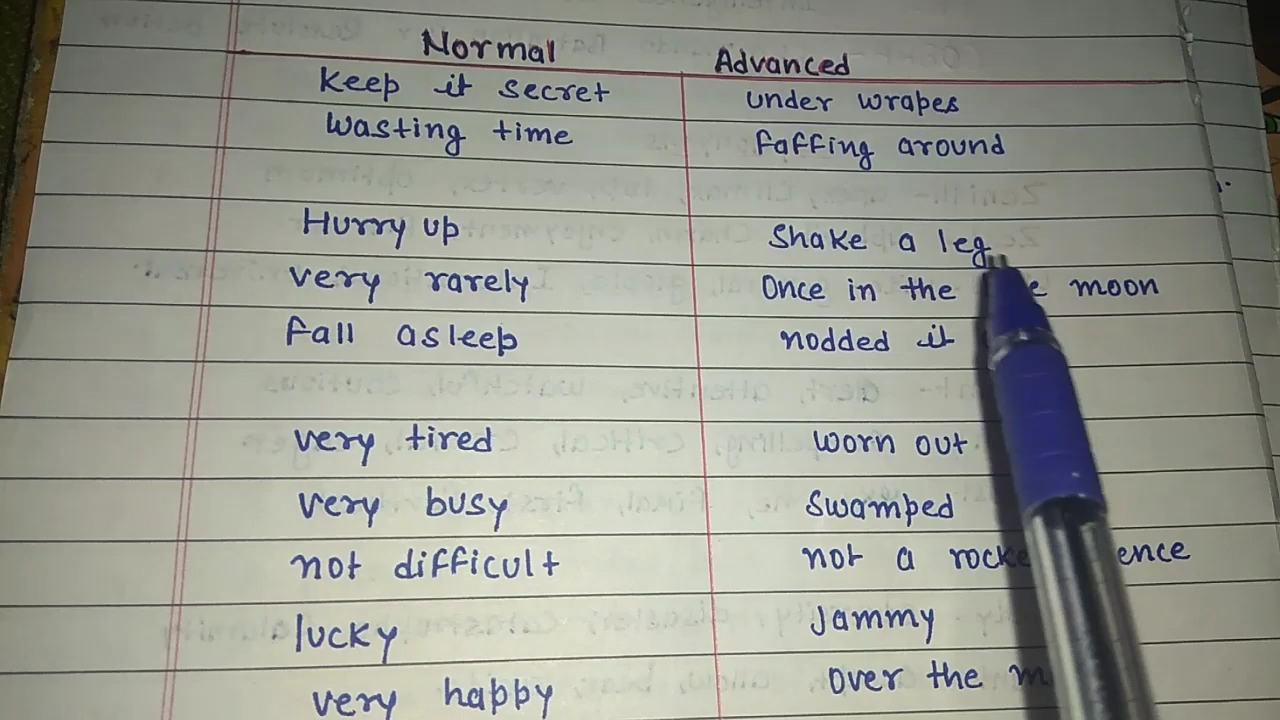 Normal Advanced
Keep it secret under wrapes
Wasting time faffing around
Hurry up Shake a leg
very rarely Once in the moon
fall asleep nodded it
very tired worn out
very busy Swamped
not difficult not a
lucky Jammy
very happy over the